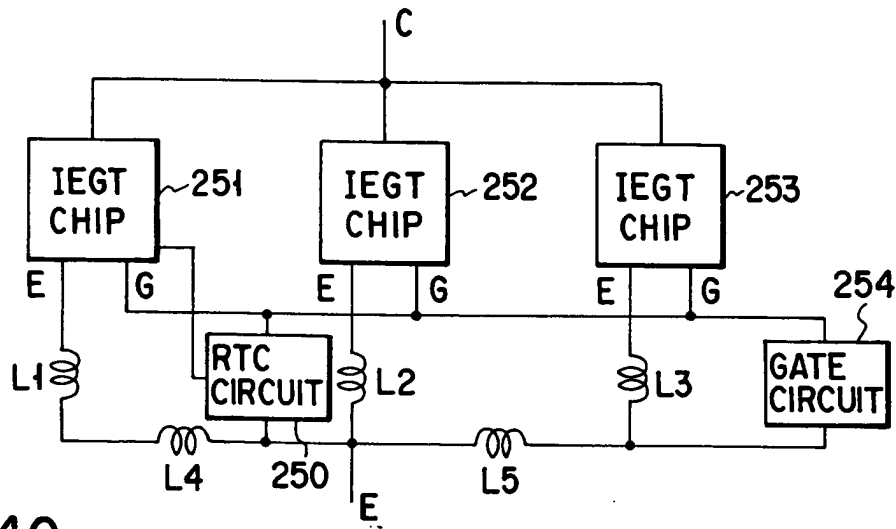 C
IEGT
CHIP
251
IEGT
CHIP
252
IEGT
CHIP
253
E
G
E
G
E
G
254
L1
RTC
CIRCUIT
L2
L3
GATE
CIRCUIT
L4
250
L5
E